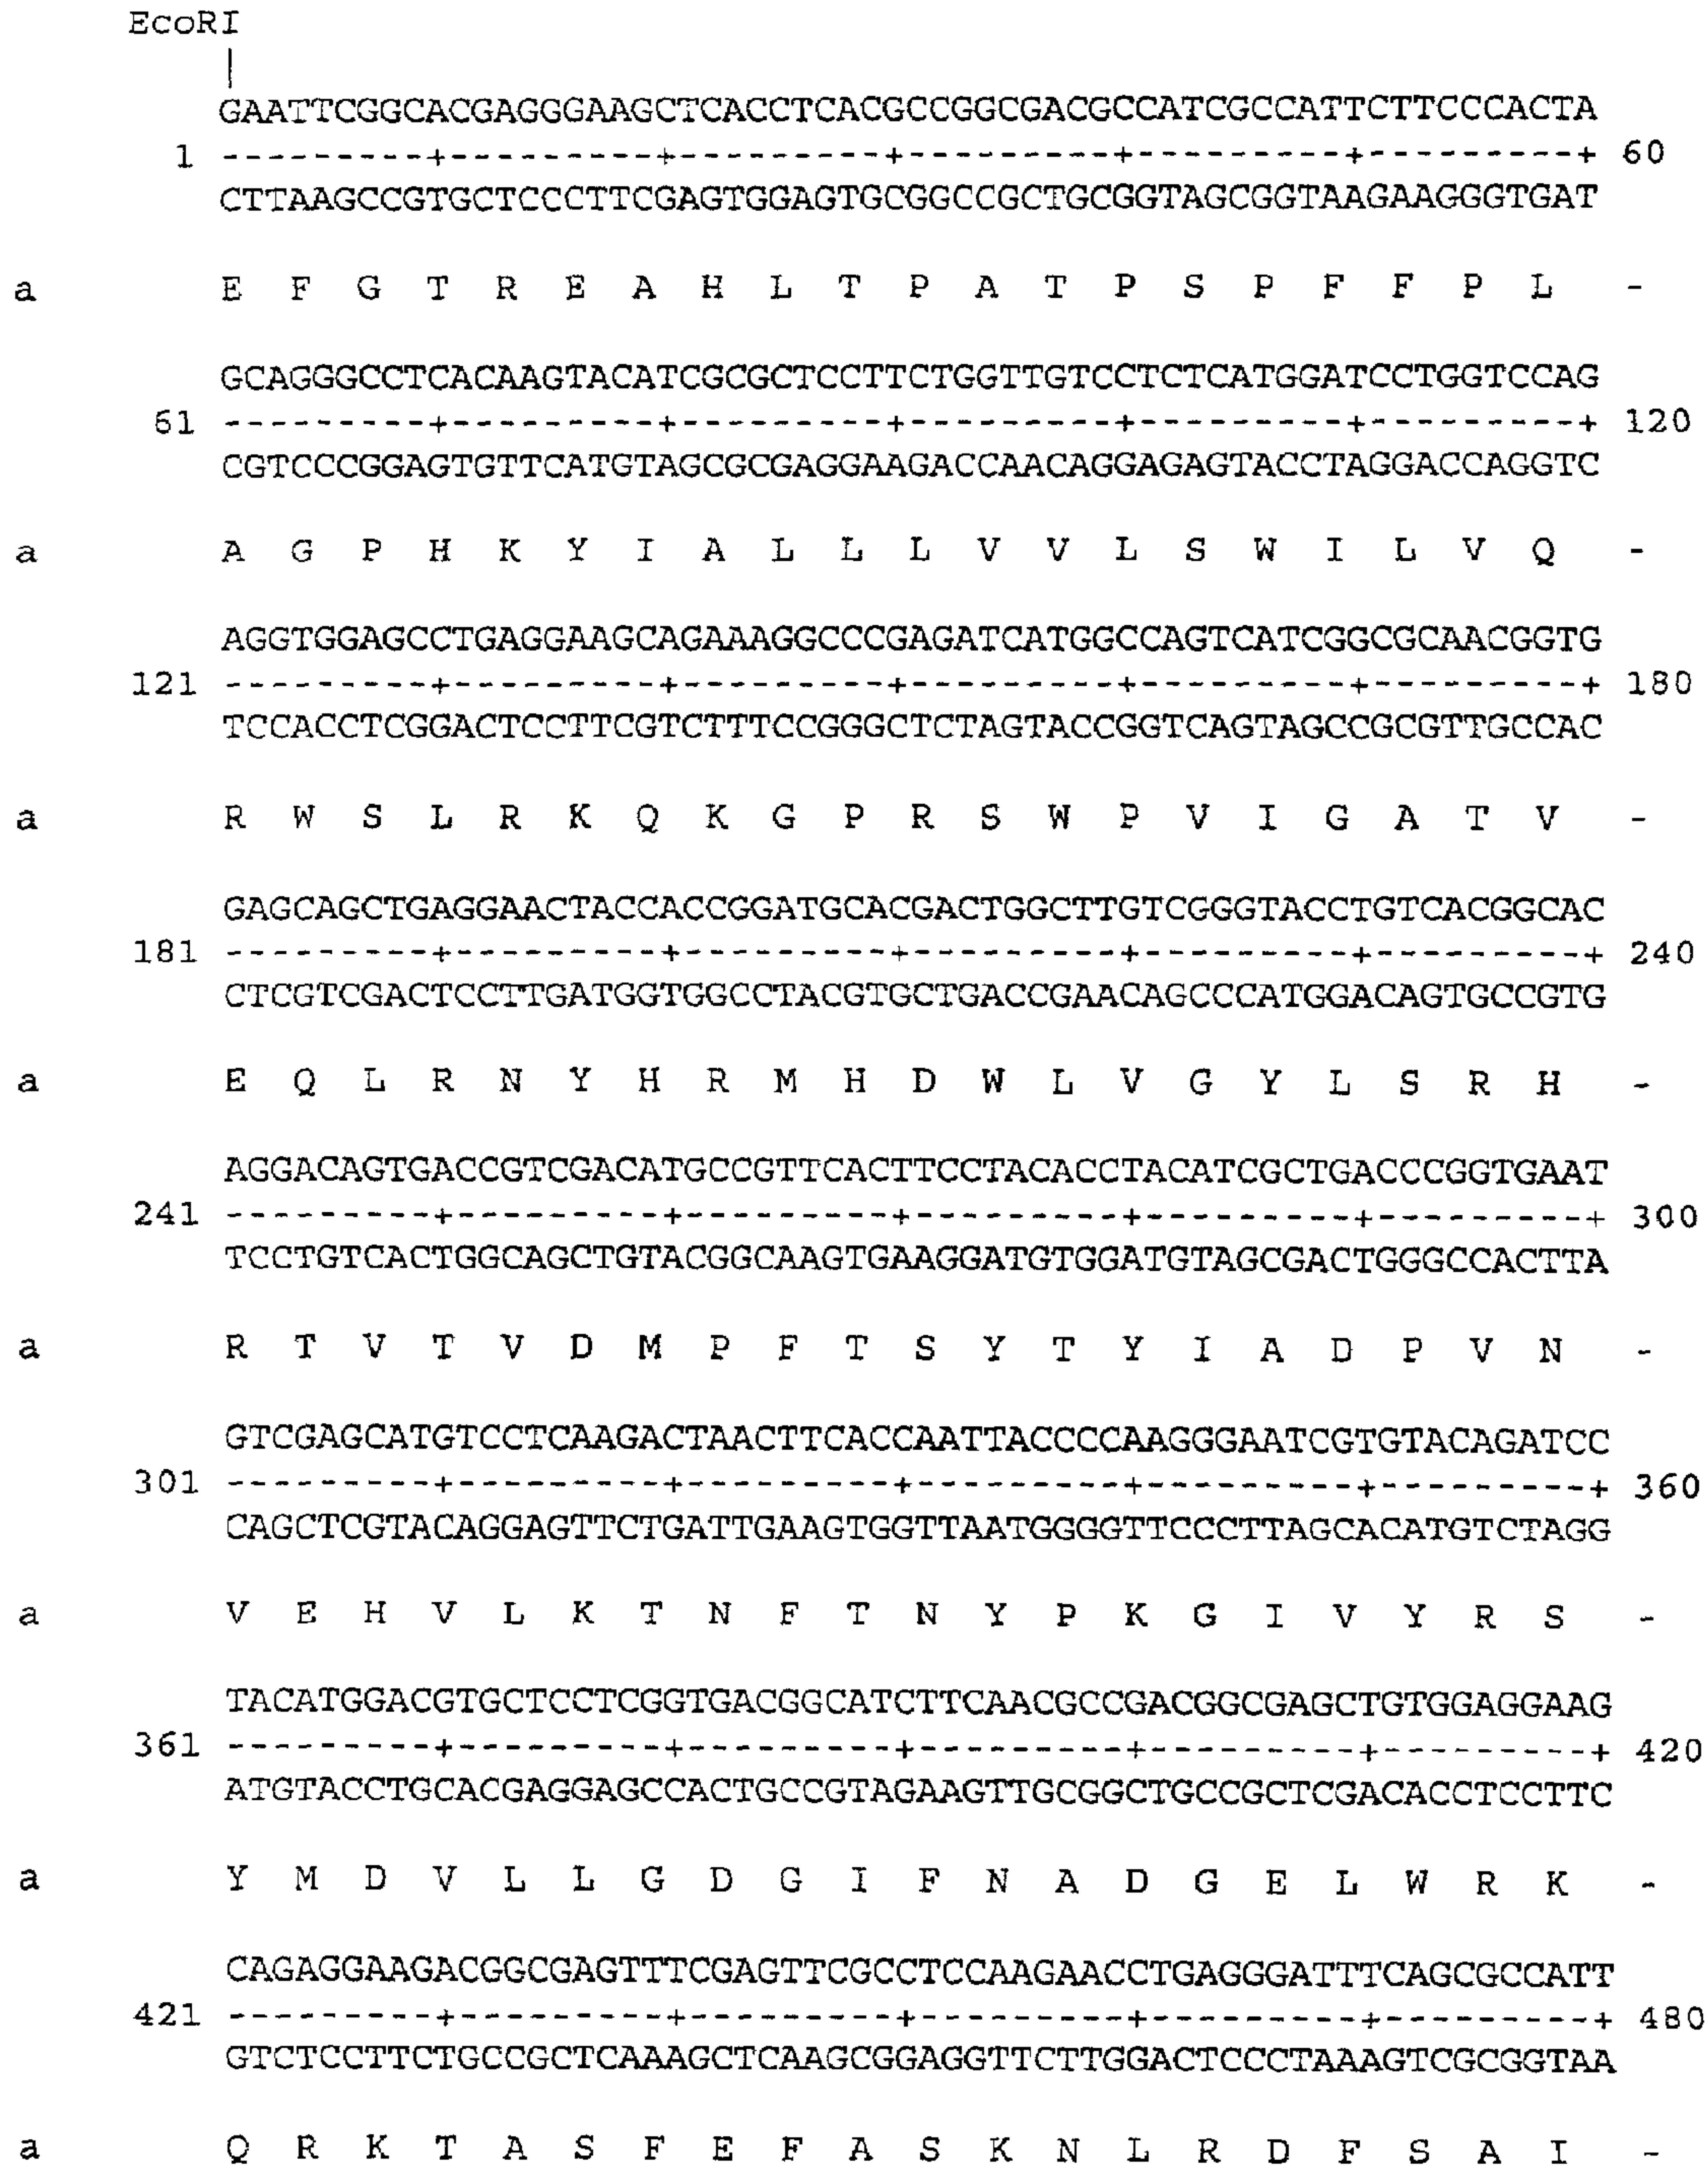 EcoRI
|
GAATTCGGCACGAGGGAAGCTCACCTCACGCCGGCGACGCCATCGCCATTCTTCCCACTA
1 ---------+---------+---------+---------+---------+---------+ 60
CTTAAGCCGTGCTCCCTTCGAGTGGAGTGCGGCCGCTGCGGTAGCGGTAAGAAGGGTGAT
a E F G T R E A H L T P A T P S P F F P L -
GCAGGGCCTCACAAGTACATCGCGCTCCTTCTGGTTGTCCTCTCATGGATCCTGGTCCAG
61 ---------+---------+---------+---------+---------+---------+ 120
CGTCCCGGAGTGTTCATGTAGCGCGAGGAAGACCAACAGGAGAGTACCTAGGACCAGGTC
a A G P H K Y I A L L L V V L S W I L V Q -
AGGTGGAGCCTGAGGAAGCAGAAAGGCCCGAGATCATGGCCAGTCATCGGCGCAACGGTG
121 ---------+---------+---------+---------+---------+---------+ 180
TCCACCTCGGACTCCTTCGTCTTTCCGGGCTCTAGTACCGGTCAGTAGCCGCGTTGCCAC
a R W S L R K Q K G P R S W P V I G A T V -
GAGCAGCTGAGGAACTACCACCGGATGCACGACTGGCTTGTCGGGTACCTGTCACGGCAC
181 ---------+---------+---------+---------+---------+---------+ 240
CTCGTCGACTCCTTGATGGTGGCCTACGTGCTGACCGAACAGCCCATGGACAGTGCCGTG
a E Q L R N Y H R M H D W L V G Y L S R H -
AGGACAGTGACCGTCGACATGCCGTTCACTTCCTACACCTACATCGCTGACCCGGTGAAT
241 ---------+---------+---------+---------+---------+---------+ 300
TCCTGTCACTGGCAGCTGTACGGCAAGTGAAGGATGTGGATGTAGCGACTGGGCCACTTA
a R T V T V D M P F T S Y T Y I A D P V N -
GTCGAGCATGTCCTCAAGACTAACTTCACCAATTACCCCAAGGGAATCGTGTACAGATCC
301 ---------+---------+---------+---------+---------+---------+ 360
CAGCTCGTACAGGAGTTCTGATTGAAGTGGTTAATGGGGTTCCCTTAGCACATGTCTAGG
a V E H V L K T N F T N Y P K G I V Y R S -
TACATGGACGTGCTCCTCGGTGACGGCATCTTCAACGCCGACGGCGAGCTGTGGAGGAAG
361 ---------+---------+---------+---------+---------+---------+ 420
ATGTACCTGCACGAGGAGCCACTGCCGTAGAAGTTGCGGCTGCCGCTCGACACCTCCTTC
a Y M D V L L G D G I F N A D G E L W R K -
CAGAGGAAGACGGCGAGTTTCGAGTTCGCCTCCAAGAACCTGAGGGATTTCAGCGCCATT
421 ---------+---------+---------+---------+---------+---------+ 480
GTCTCCTTCTGCCGCTCAAAGCTCAAGCGGAGGTTCTTGGACTCCCTAAAGTCGCGGTAA
a Q R K T A S F E F A S K N L R D F S A I -